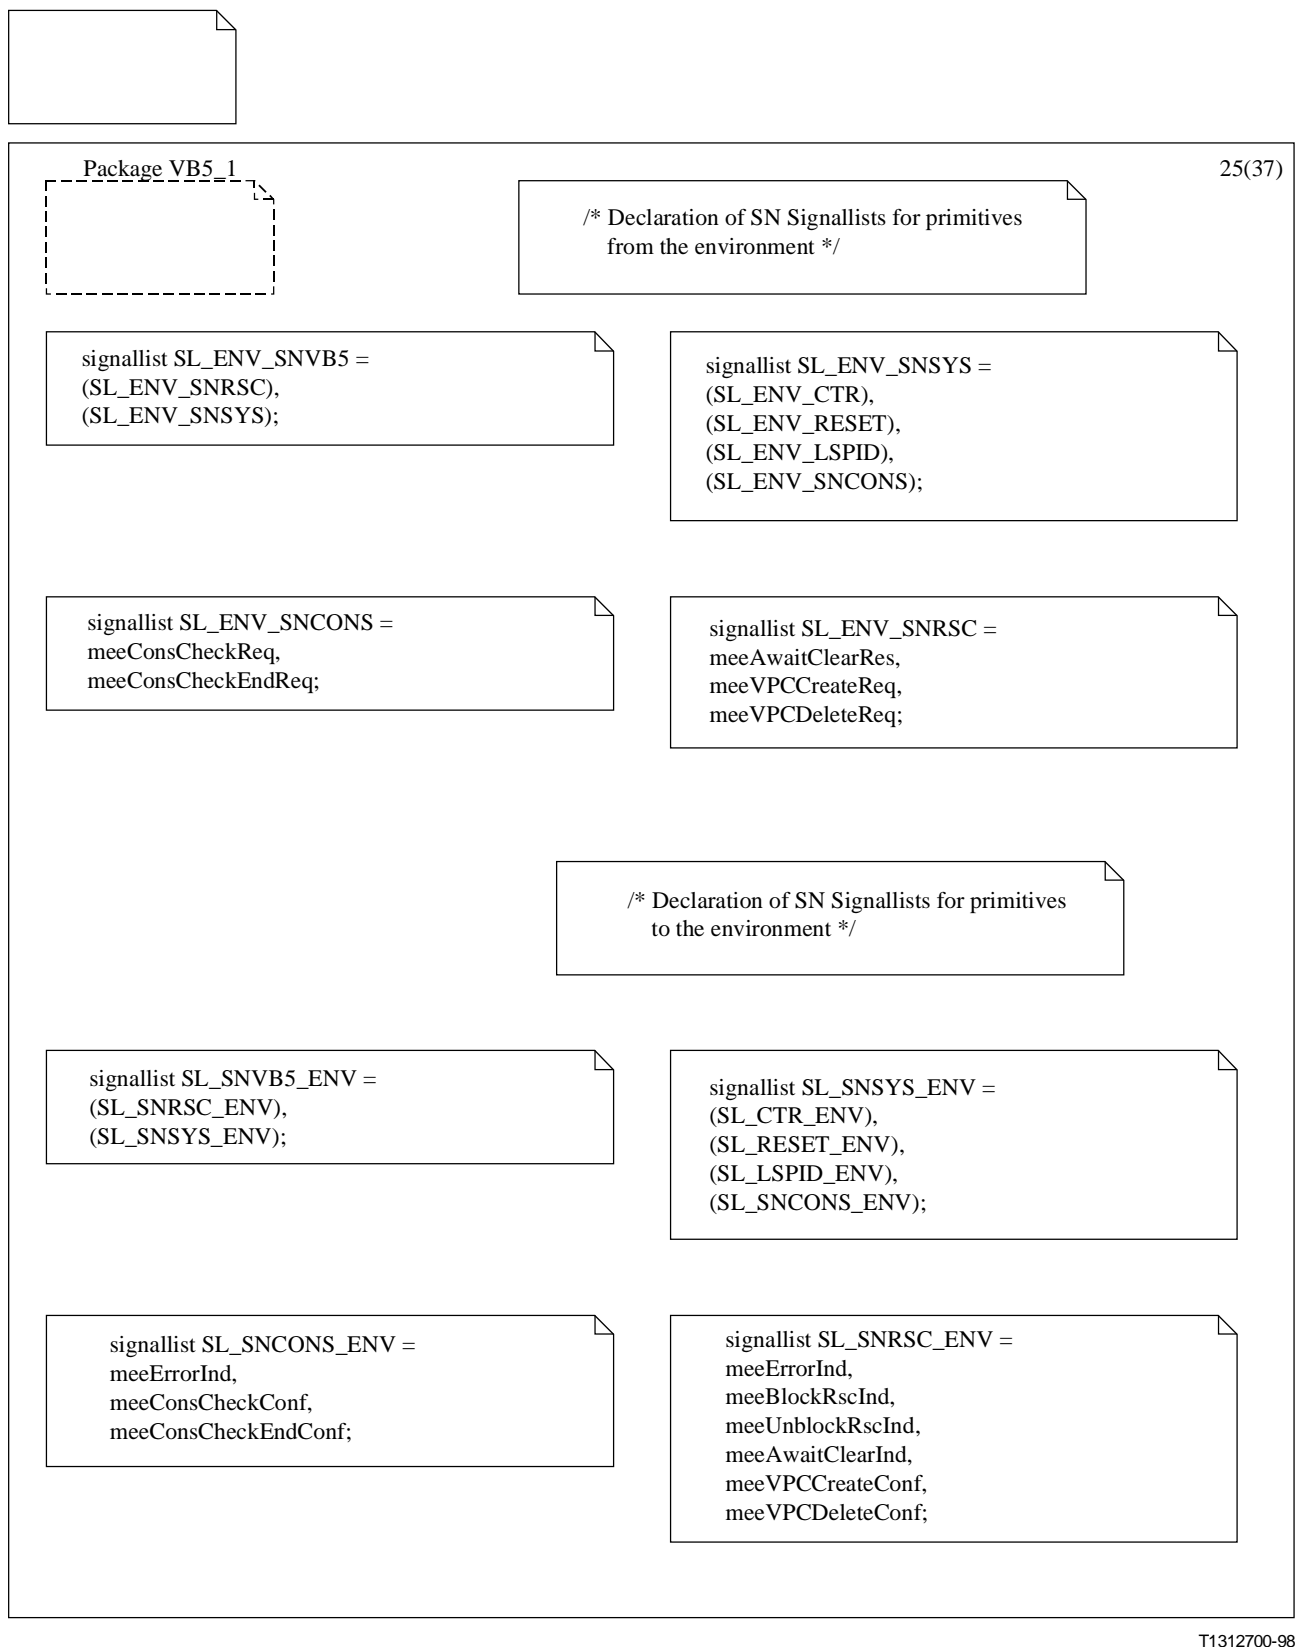 Package VB5_1
25(37)
/* Declaration of SN Signallists for primitives
from the environment */
signallist SL_ENV_SNVB5 =
(SL_ENV_SNRSC),
(SL_ENV_SNSYS);
signallist SL_ENV_SNSYS =
(SL_ENV_CTR),
(SL_ENV_RESET),
(SL_ENV_LSPID),
(SL_ENV_SNCONS);
signallist SL_ENV_SNCONS =
meeConsCheckReq,
meeConsCheckEndReq;
signallist SL_ENV_SNRSC =
meeAwaitClearRes,
meeVPCCreateReq,
meeVPCDeleteReq;
/* Declaration of SN Signallists for primitives
to the environment */
signallist SL_SNVB5_ENV =
(SL_SNRSC_ENV),
(SL_SNSYS_ENV);
signallist SL_SNSYS_ENV =
(SL_CTR_ENV),
(SL_RESET_ENV),
(SL_LSPID_ENV),
(SL_SNCONS_ENV);
signallist SL_SNCONS_ENV =
meeErrorInd,
meeConsCheckConf,
meeConsCheckEndConf;
signallist SL_SNRSC_ENV =
meeErrorInd,
meeBlockRscInd,
meeUnblockRscInd,
meeAwaitClearInd,
meeVPCCreateConf,
meeVPCDeleteConf;
T1312700-98